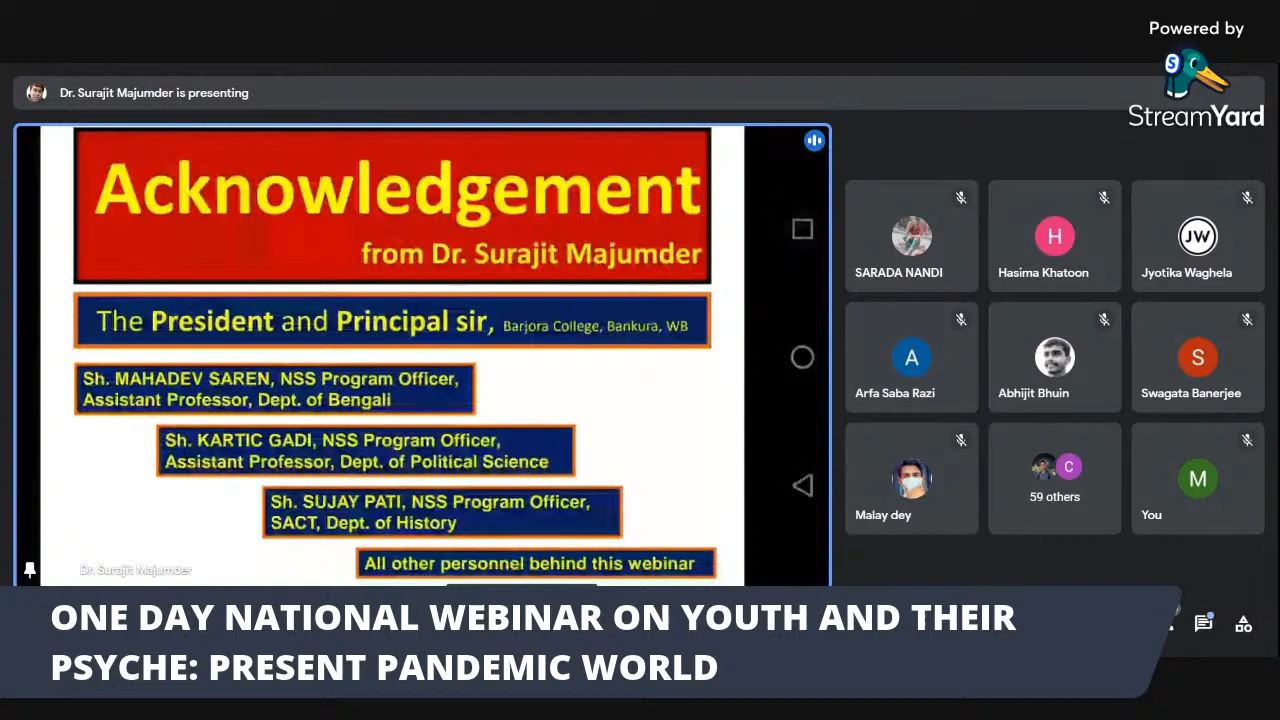 Powered by
S
StreamYard
Dr. Surajit Majumder is presenting
Acknowledgement
from Dr. Surajit Majumder
The President and Principal sir, Barjora College, Bankura, WB
Sh. MAHADEV SAREN, NSS Program Officer,
Assistant Professor, Dept. of Bengali
Sh. KARTIC GADI, NSS Program Officer,
Assistant Professor, Dept. of Political Science
Sh. SUJAY PATI, NSS Program Officer,
SACT, Dept. of History
All other personnel behind this webinar
Dr. Surajit Majumder
SARADA NANDI
H
Hasima Khatoon
JW
Jyotika Waghela
A
Arfa Saba Razi
Abhijit Bhuin
S
Swagata Banerjee
Malay dey
C
59 others
M
You
ONE DAY NATIONAL WEBINAR ON YOUTH AND THEIR
PSYCHE: PRESENT PANDEMIC WORLD